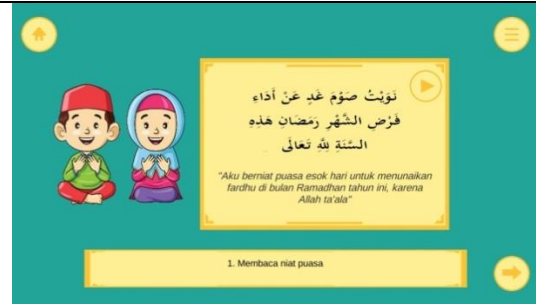 نَوَيْتُ صَوْمَ غَدٍ عَنْ أَدَاءِ
فَرْضِ الشَّهْرِ رَمَضَانِ هَذِهِ
السَّنَةِ لِلَّهِ تَعَالَى
"Aku berniat puasa esok hari untuk menunaikan
fardhu di bulan Ramadhan tahun ini, karena
Allah ta'ala"
1. Membaca niat puasa